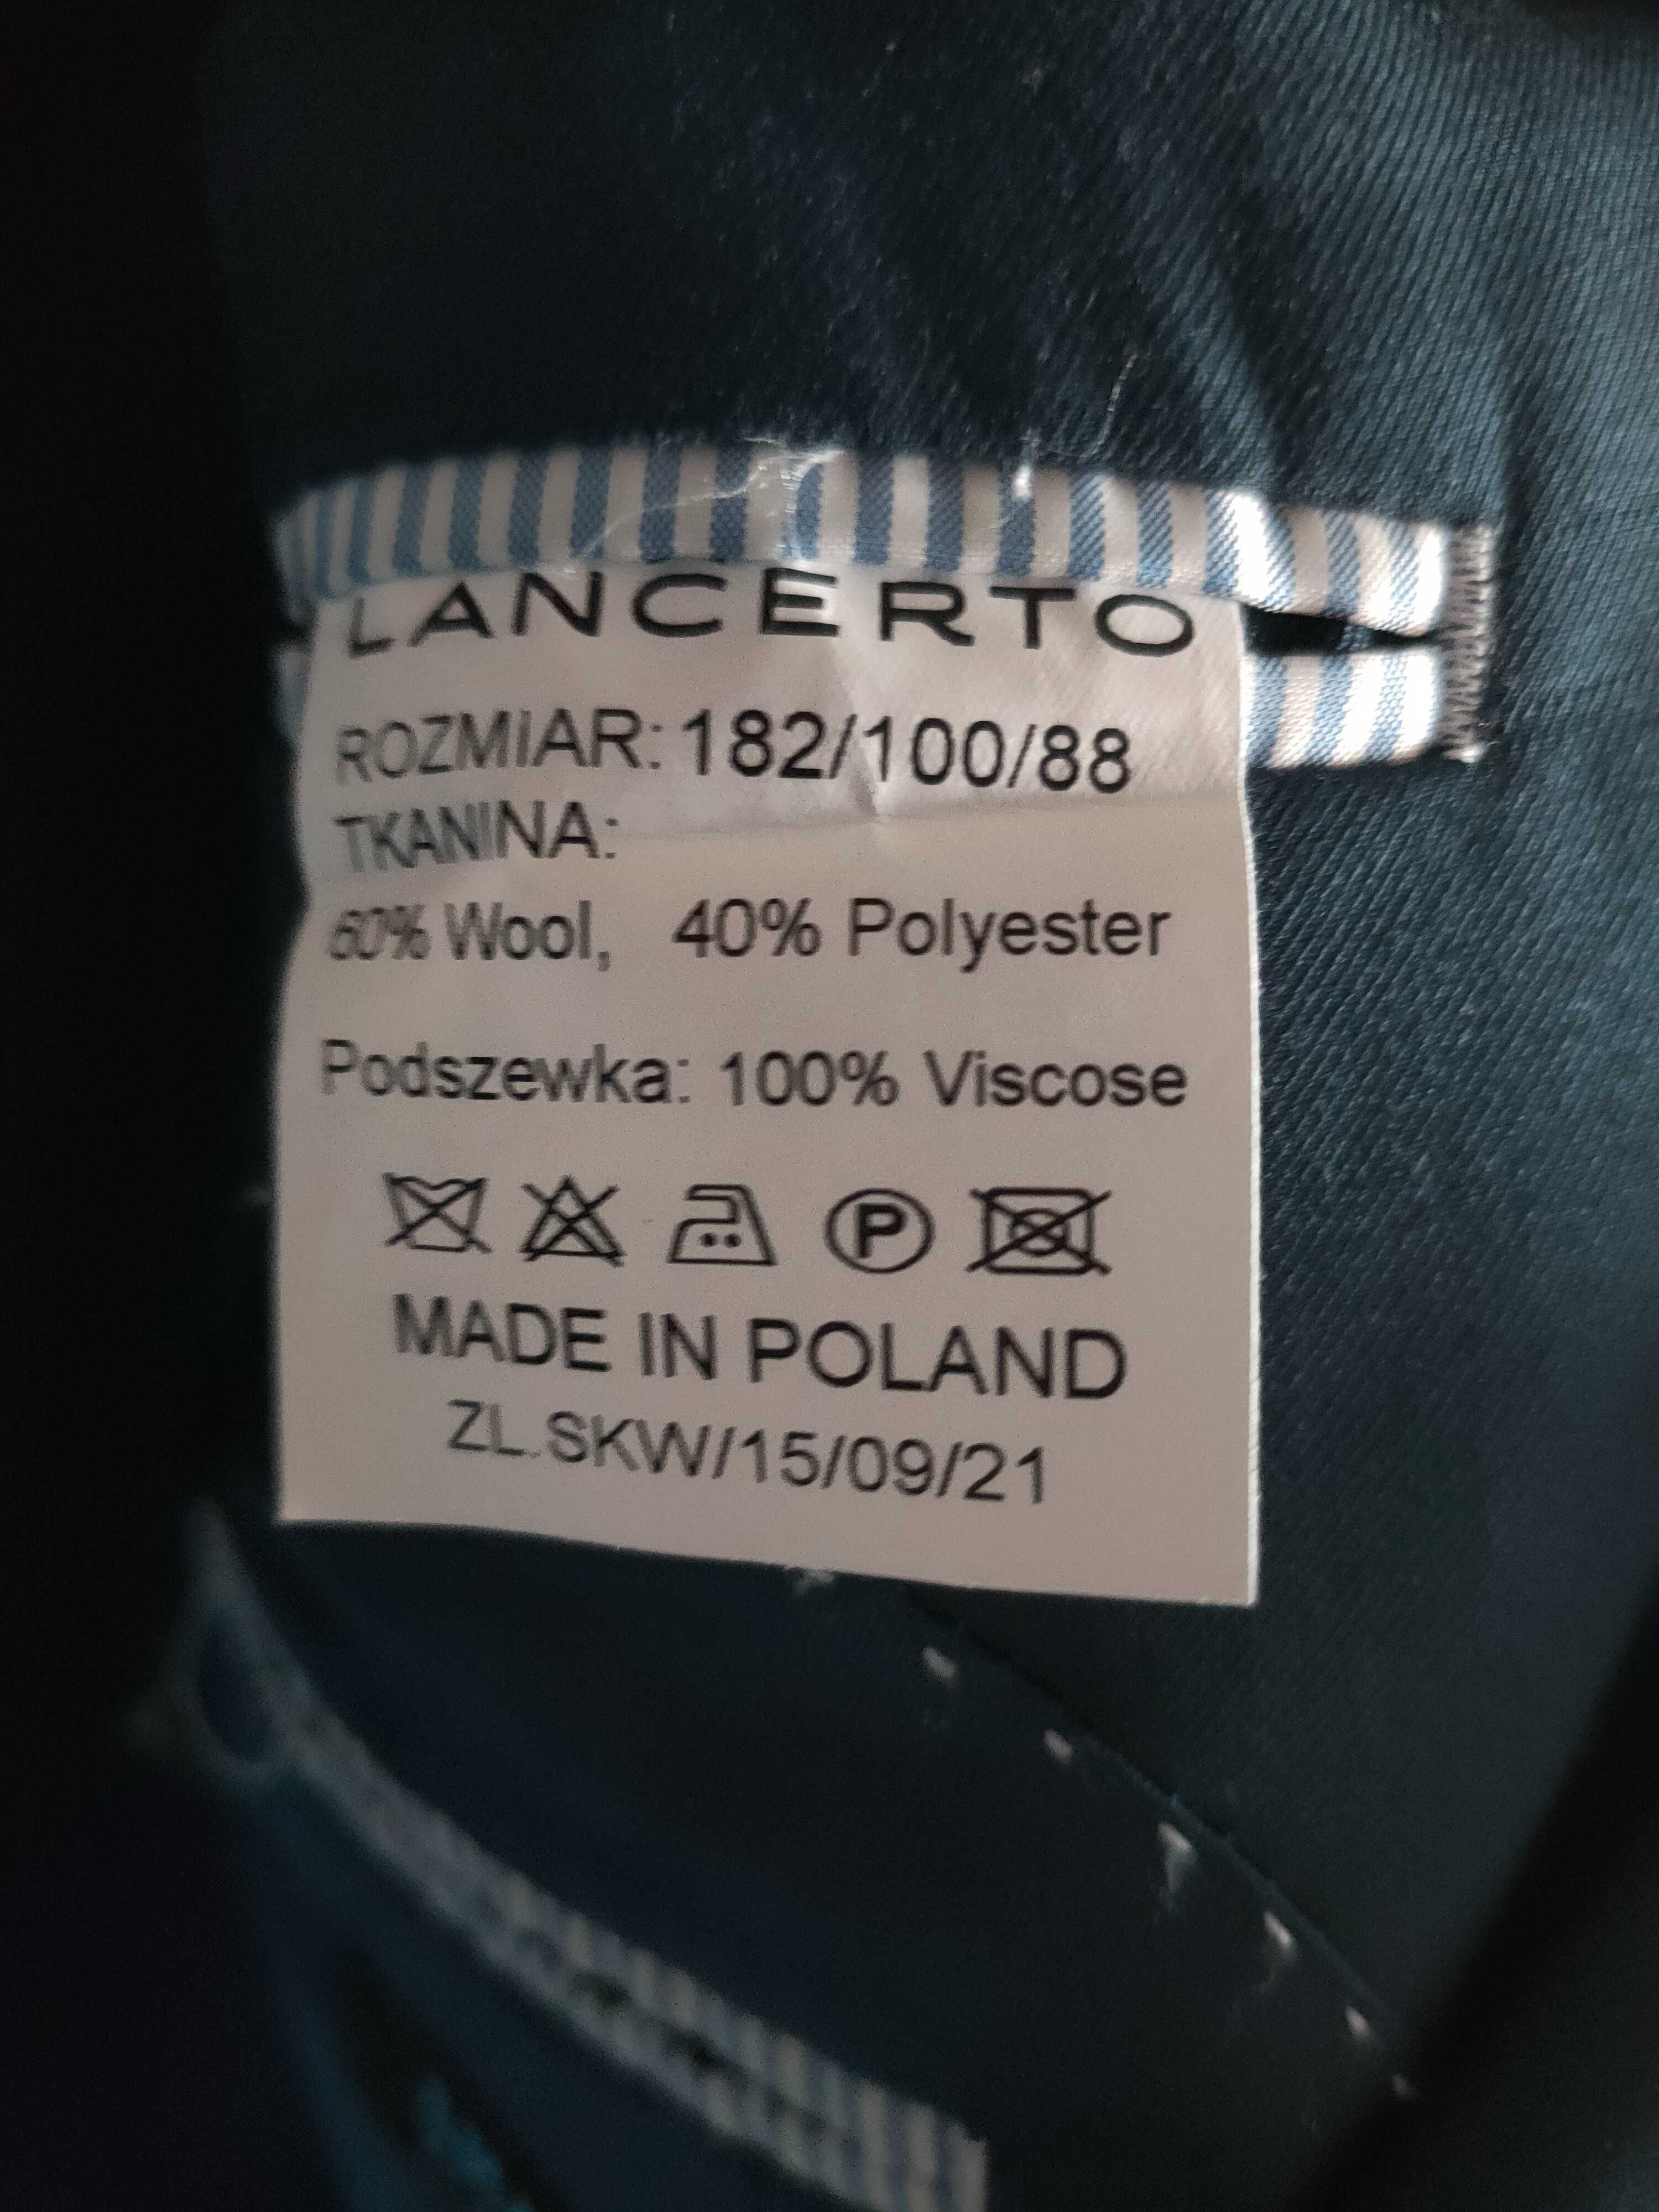 LANCERTO
ROZMIAR: 182/100/88
TKANINA:
60% Wool, 40% Polyester
Podszewka: 100% Viscose
P
MADE IN POLAND
ZL.SKW/15/09/21